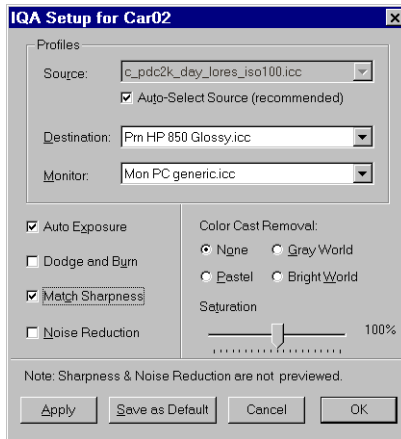 IQA Setup for Car02
Profiles
Source: c_pdc2k_day_lores_iso100.icc
Auto-Select Source (recommended)
Destination: Prn HP 850 Glossy.icc
Monitor: Mon PC generic.icc
Auto Exposure
Dodge and Burn
Match Sharpness
Noise Reduction
Color Cast Removal:
None Gray World
Pastel Bright World
Saturation
100%
Note: Sharpness & Noise Reduction are not previewed.
Apply Save as Default Cancel OK